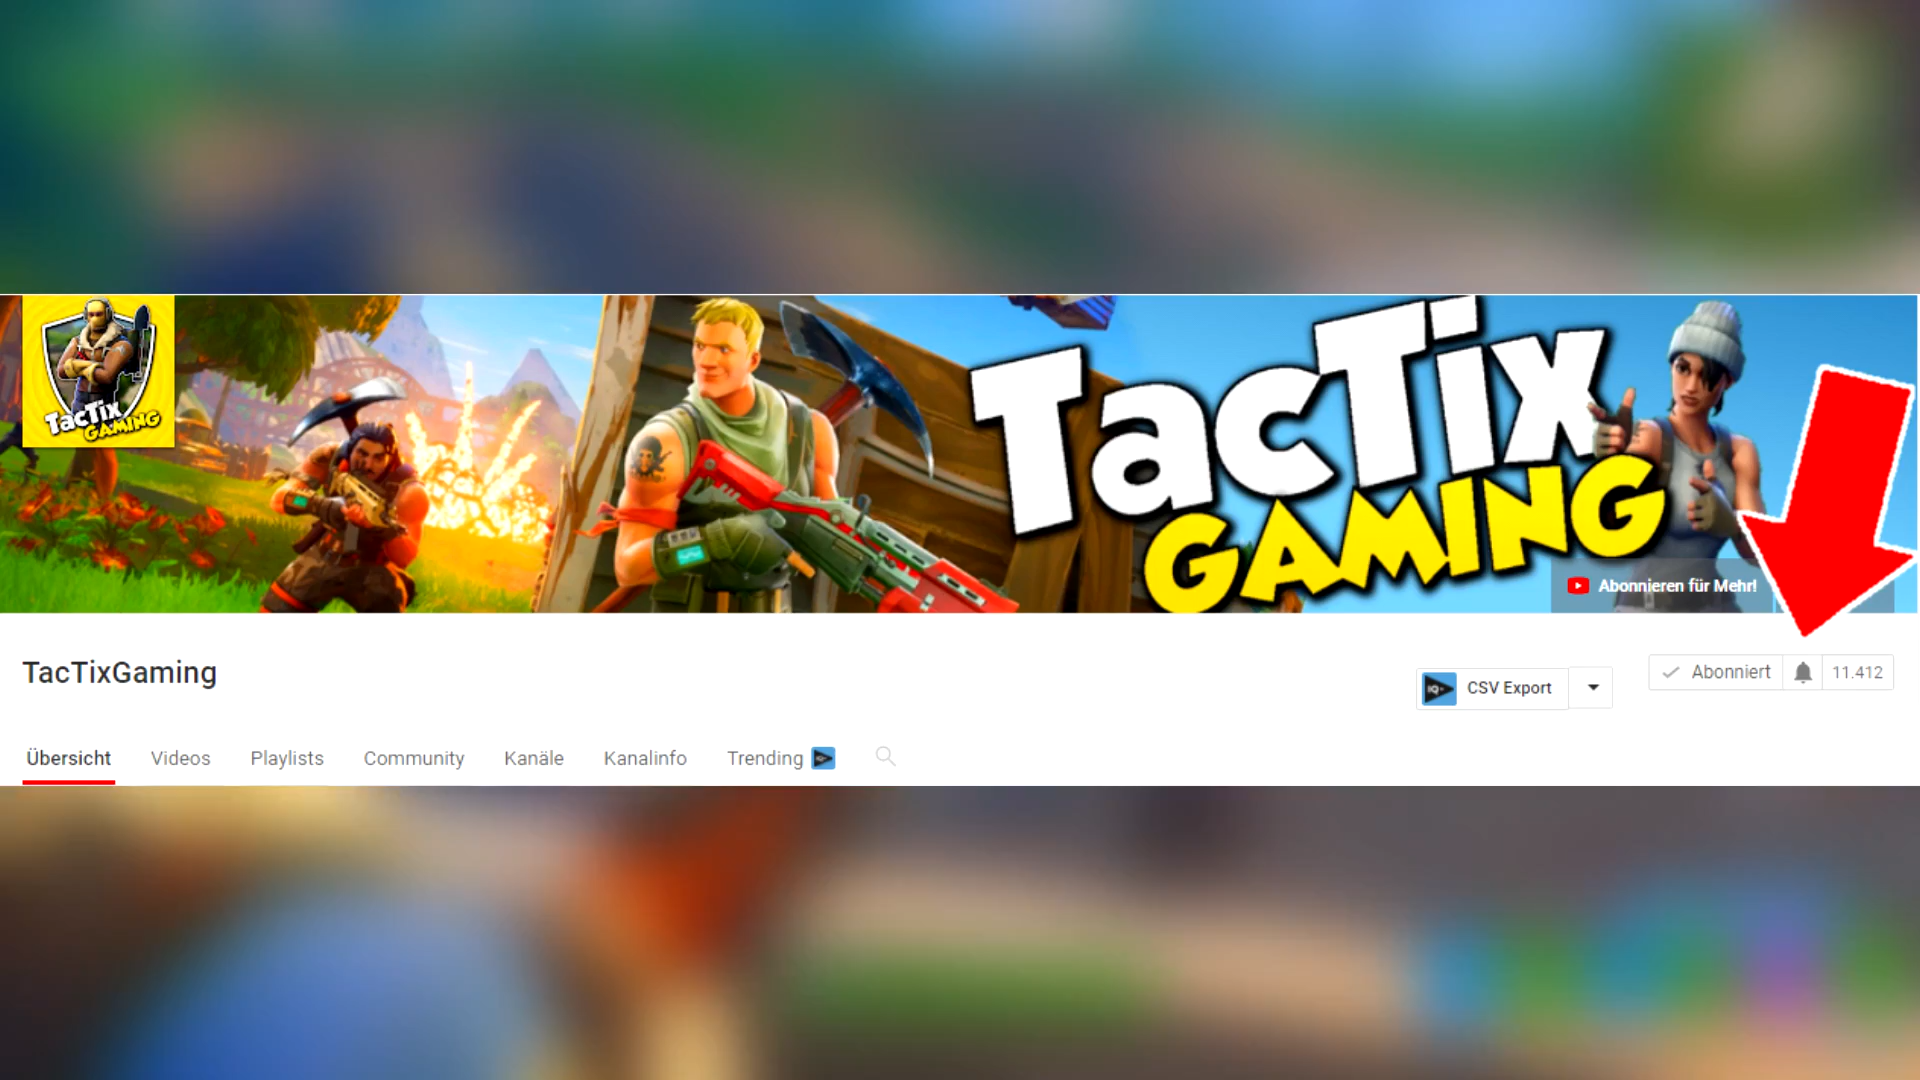 TacTix
GAMING
TacTix
GAMING
Abonnieren für Mehr!
TacTixGaming
IQ
CSV Export
Abonniert
11.412
Übersicht
Videos
Playlists
Community
Kanäle
Kanalinfo
Trending